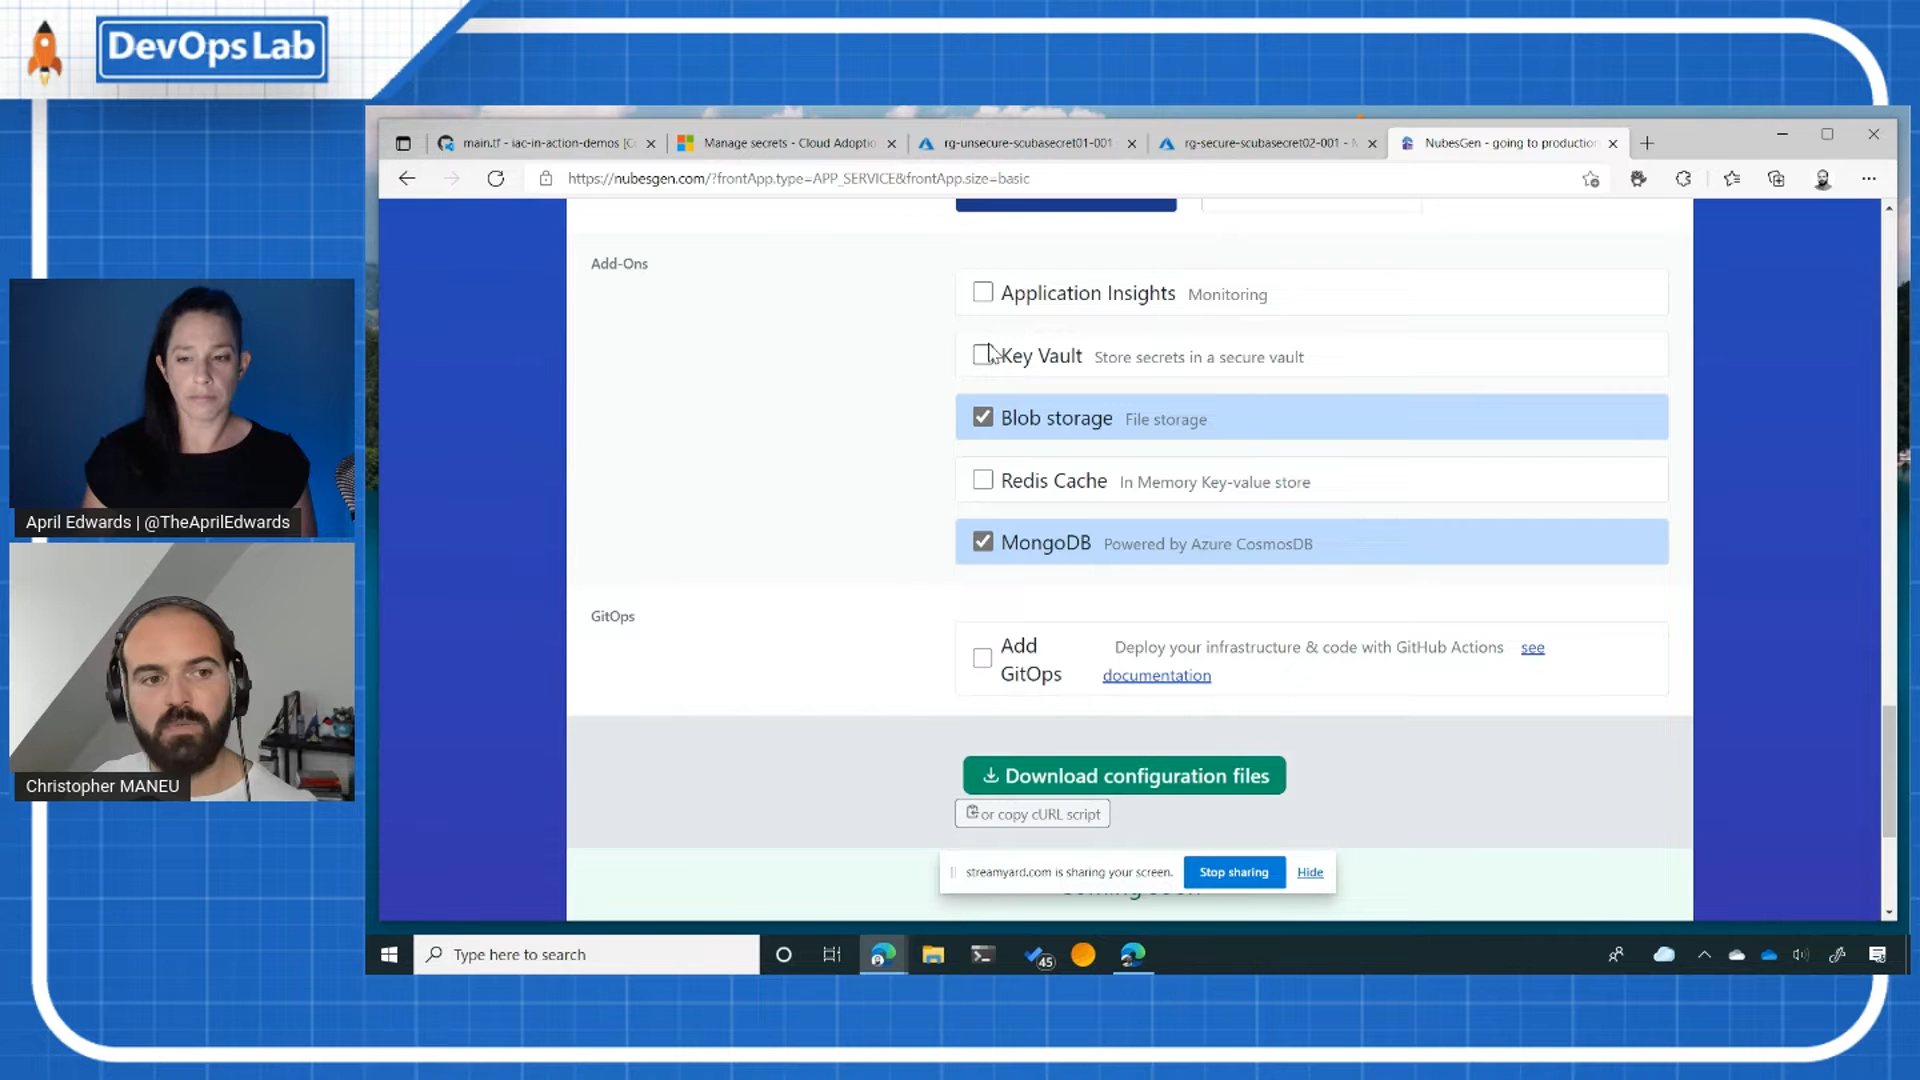 DevOps Lab
main.tf - iac-in-action-demos [C
Manage secrets - Cloud Adoptio
rg-unsecure-scubasecret01-001
rg-secure-scubasecret02-001 -
NubesGen - going to production
https://nubesgen.com/?frontApp.type=APP_SERVICE&frontApp.size=basic
Add-Ons
Application Insights Monitoring
Key Vault Store secrets in a secure vault
Blob storage File storage
Redis Cache In Memory Key-value store
MongoDB Powered by Azure CosmosDB
GitOps
Add GitOps
Deploy your infrastructure & code with GitHub Actions see
documentation
Download configuration files
or copy cURL script
streamyard.com is sharing your screen.
Stop sharing
Hide
Coming Soon
April Edwards | @TheAprilEdwards
Christopher MANEU
Type here to search
45